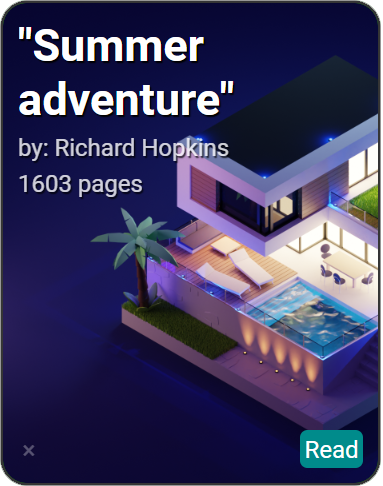 "Summer
adventure"
by: Richard Hopkins
1603 pages
×
Read